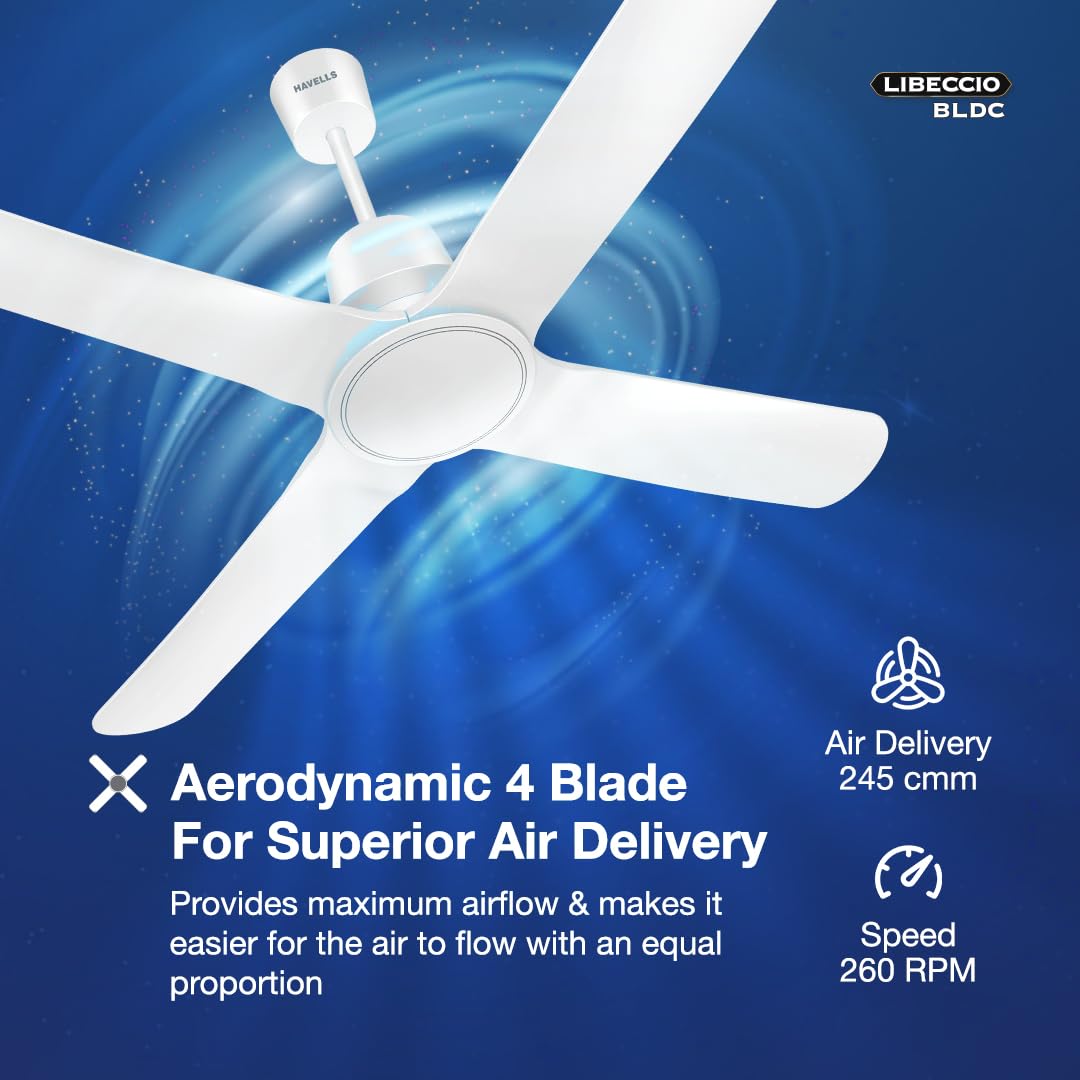 HAVELLS
LIBECCIO
BLDC
Air Delivery
245 cmm
Aerodynamic 4 Blade
For Superior Air Delivery
Provides maximum airflow & makes it
easier for the air to flow with an equal
proportion
Speed
260 RPM